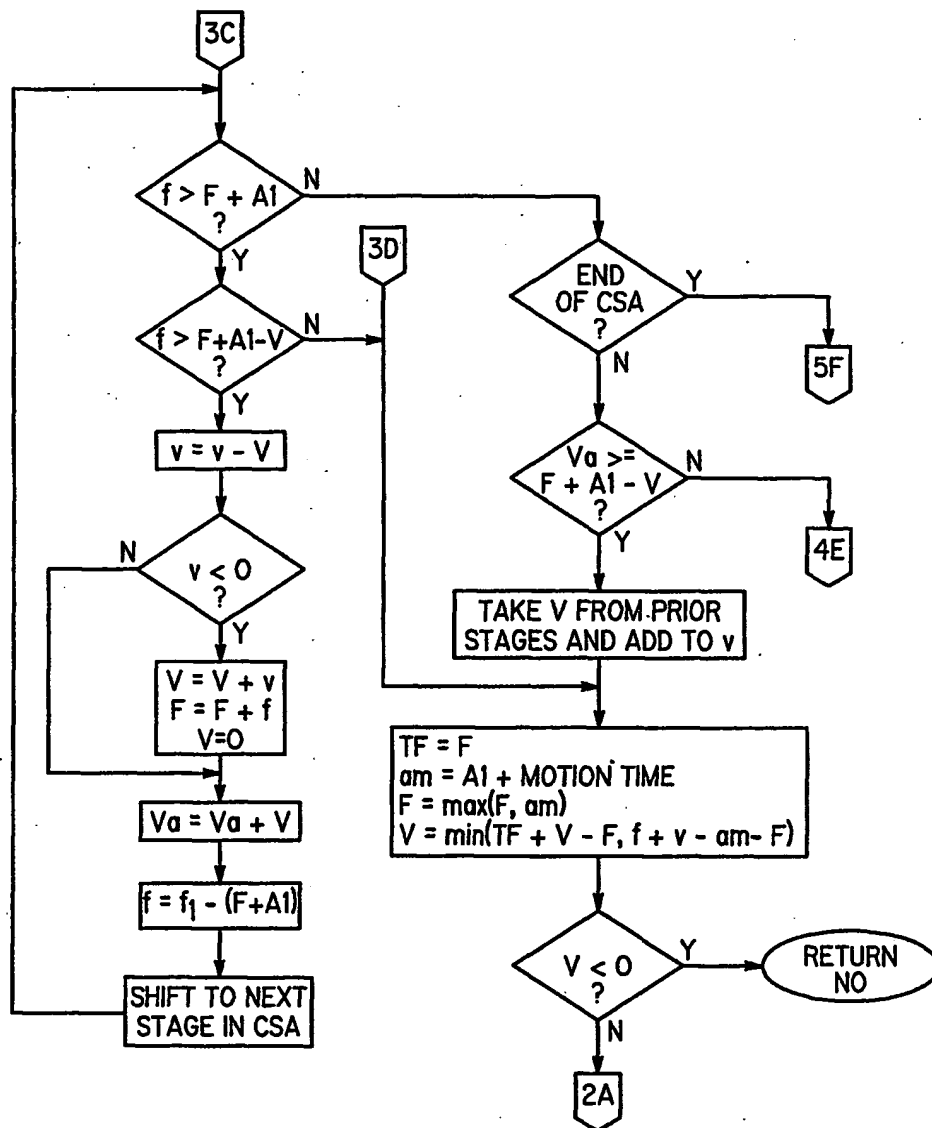 3C
f > F + A1
?
N
Y
3D
f > F+A1-V
?
N
Y
v = v - V
N
v < 0
?
Y
V = V + v
F = F + f
V=0
Va = Va + V
f = f1 - (F+A1)
SHIFT TO NEXT
STAGE IN CSA
END
OF CSA
?
Y
N
5F
Va >=
F + A1 - V
?
N
Y
4E
TAKE V FROM PRIOR
STAGES AND ADD TO v
TF = F
am = A1 + MOTION TIME
F = max(F, am)
V = min(TF + V - F, f + v - am- F)
V < 0
?
Y
N
RETURN
NO
2A